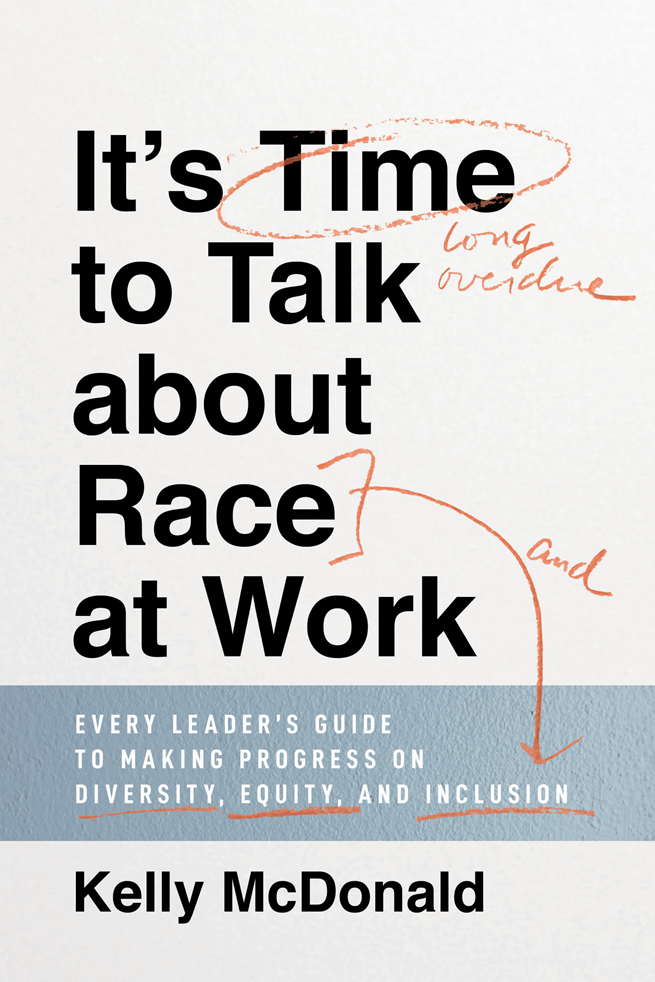 It’s Time
long
overdue
to Talk
about
Race
and
at Work
EVERY LEADER’S GUIDE
TO MAKING PROGRESS ON
DIVERSITY, EQUITY, AND INCLUSION
Kelly McDonald